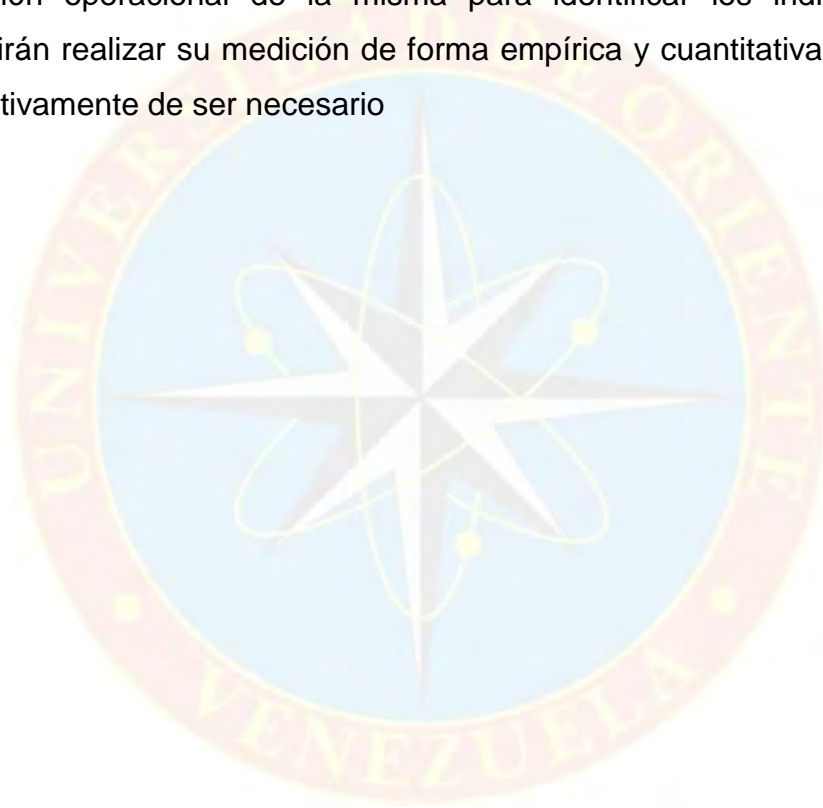 ión operacional de la misma para identificar los indi
irán realizar su medición de forma empírica y cuantitativa
tivamente de ser necesario
UNIVERSIDAD DE ORIENTE
VENEZUELA